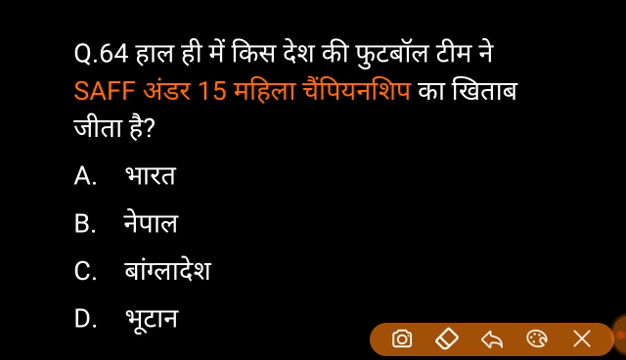 Q.64 हाल ही में किस देश की फुटबॉल टीम ने
SAFF अंडर 15 महिला चैंपियनशिप का खिताब
जीता है?
A. भारत
B. नेपाल
C. बांग्लादेश
D. भूटान